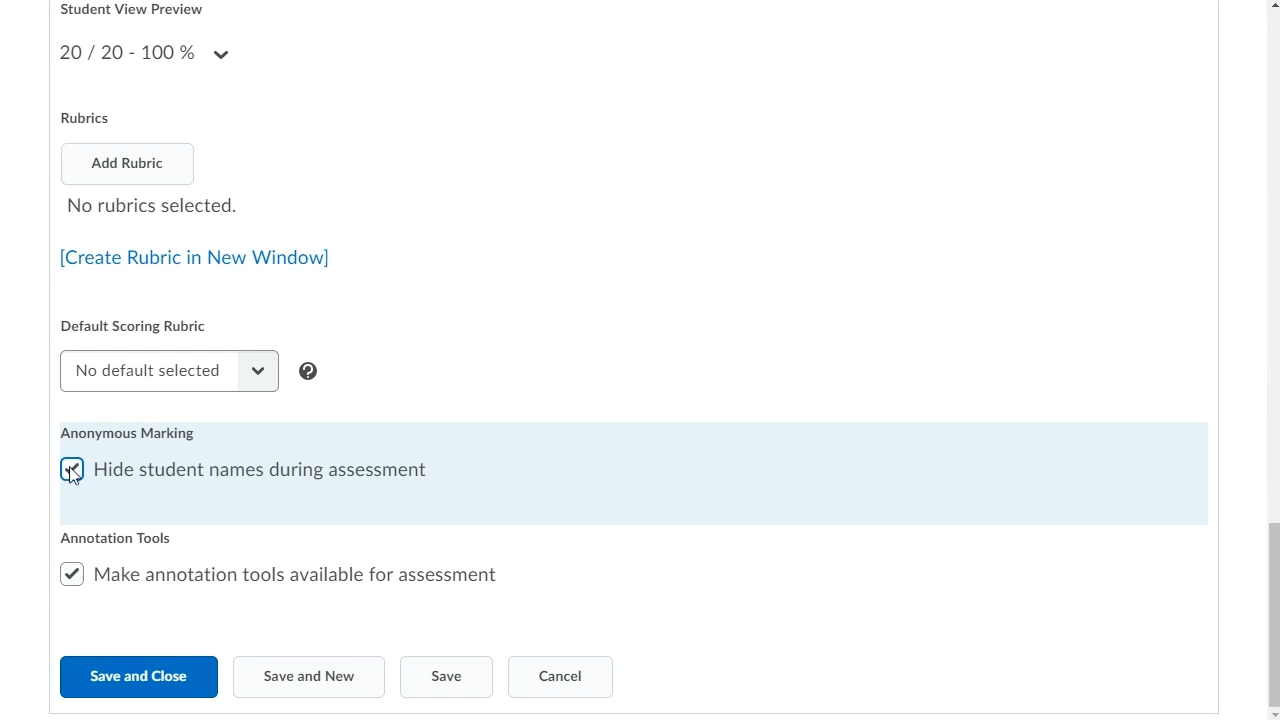 Student View Preview
20 / 20 - 100 %
Rubrics
Add Rubric
No rubrics selected.
[Create Rubric in New Window]
Default Scoring Rubric
No default selected
Anonymous Marking
Hide student names during assessment
Annotation Tools
Make annotation tools available for assessment
Save and Close Save and New Save Cancel